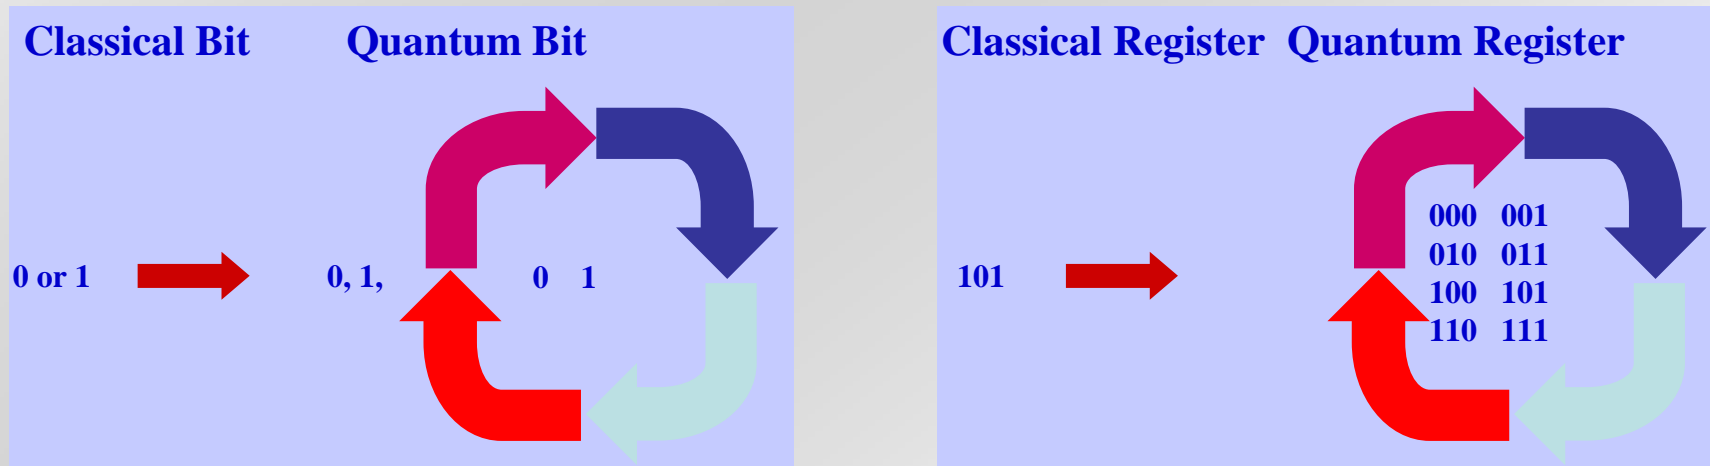 Classical Bit Quantum Bit
0 or 1 0, 1, 0 1
Classical Register Quantum Register
101
000 001
010 011
100 101
110 111